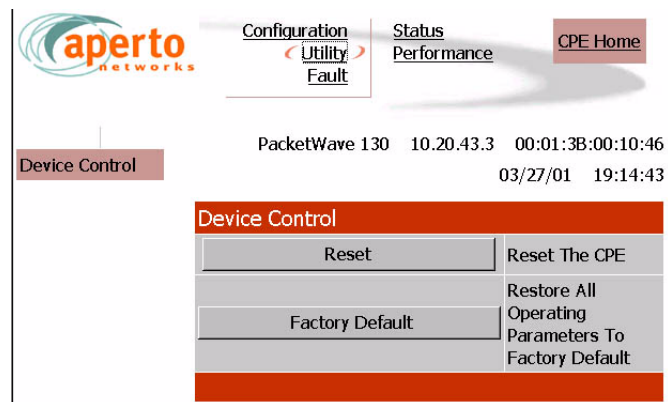 aperto
networks
Configuration
Utility
Fault
Status
Performance
CPE Home
PacketWave 130 10.20.43.3 00:01:3B:00:10:46
03/27/01 19:14:43
Device Control
Device Control
Reset
Reset The CPE
Factory Default
Restore All
Operating
Parameters To
Factory Default